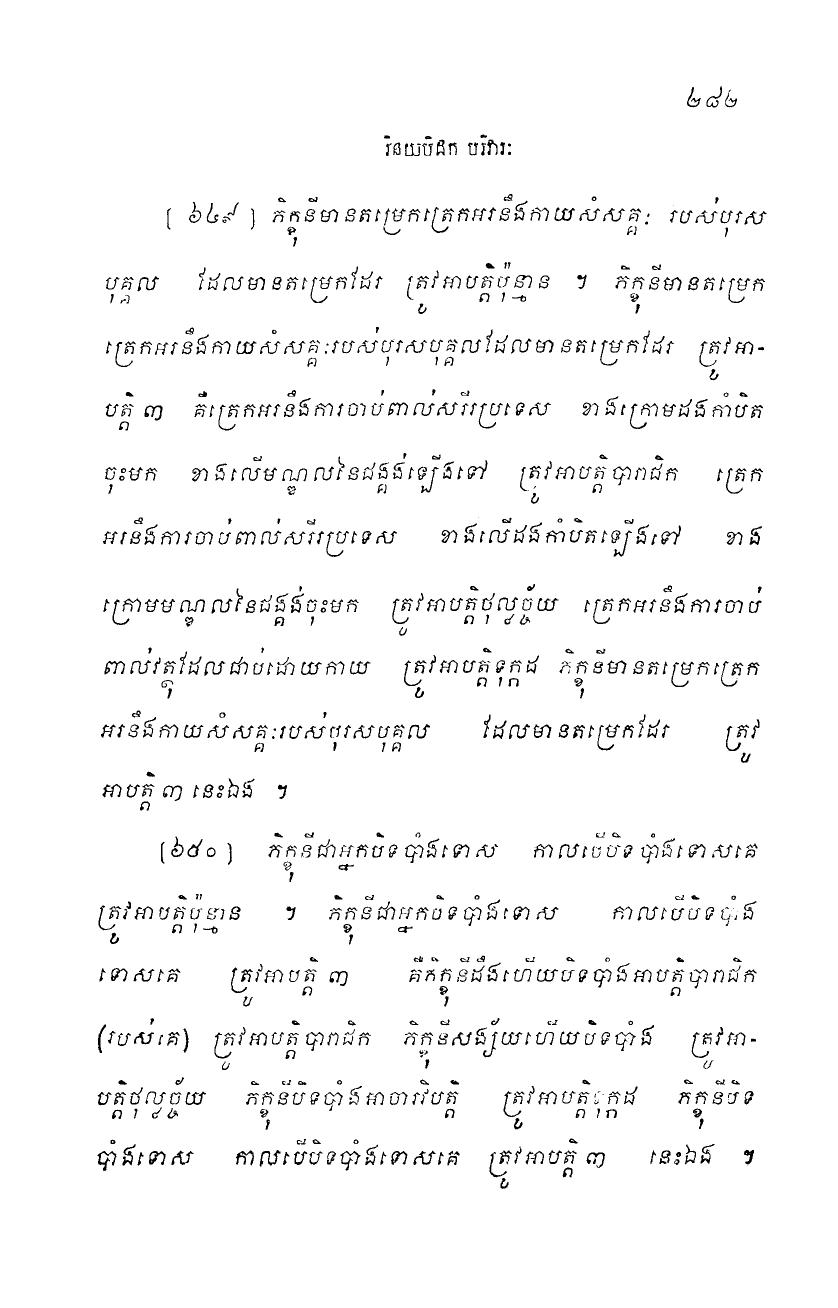 ២៨២
វិនយបិដក បរិវារៈ
[ ៦៤៩ ] ភិក្ខុនីមានតម្រេកត្រេកអរនឹងកាយសំសគ្គៈ របស់បុរស
បុគ្គល ដែលមានតម្រេកដែរ ត្រូវអាបត្តិប៉ុន្មាន ។ ភិក្ខុនីមានតម្រេក
ត្រេកអរនឹងកាយសំសគ្គៈរបស់បុរសបុគ្គលដែលមានតម្រេកដែរ ត្រូវអា-
បត្តិ ៣ គឺត្រេកអរនឹងការចាប់ពាល់សរីរប្រទេស ខាងក្រោមដងកាំបិត
ចុះមក ខាងលើមណ្ឌលនៃជង្គង់ឡើងទៅ ត្រូវអាបត្តិបារាជិក ត្រេក
អរនឹងការចាប់ពាល់សរីរប្រទេស ខាងលើដងកាំបិតឡើងទៅ ខាង
ក្រោមមណ្ឌលនៃជង្គង់ចុះមក ត្រូវអាបត្តិថុល្លច្ច័យ ត្រេកអរនឹងការចាប់
ពាល់វត្ថុដែលជាប់ដោយកាយ ត្រូវអាបត្តិទុក្កដ ភិក្ខុនីមានតម្រេកត្រេក
អរនឹងកាយសំសគ្គៈរបស់បុរសបុគ្គល ដែលមានតម្រេកដែរ ត្រូវ
អាបត្តិ ៣ នេះឯង ។
[៦៥០] ភិក្ខុនីជាអ្នកបិទបាំងទោស កាលបើបិទបាំងទោសគេ
ត្រូវអាបត្តិប៉ុន្មាន ។ ភិក្ខុនីជាអ្នកបិទបាំងទោស កាលបើបិទបាំង
ទោសគេ ត្រូវអាបត្តិ ៣ គឺភិក្ខុនីដឹងហើយបិទបាំងអាបត្តិបារាជិក
(របស់គេ) ត្រូវអាបត្តិបារាជិក ភិក្ខុនីសង្ស័យហើយបិទបាំង ត្រូវអា-
បត្តិថុល្លច្ច័យ ភិក្ខុនីបិទបាំងអាចារវិបត្តិ ត្រូវអាបត្តិទុក្កដ ភិក្ខុនីបិទ
បាំងទោស កាលបើបិទបាំងទោសគេ ត្រូវអាបត្តិ ៣ នេះឯង ។